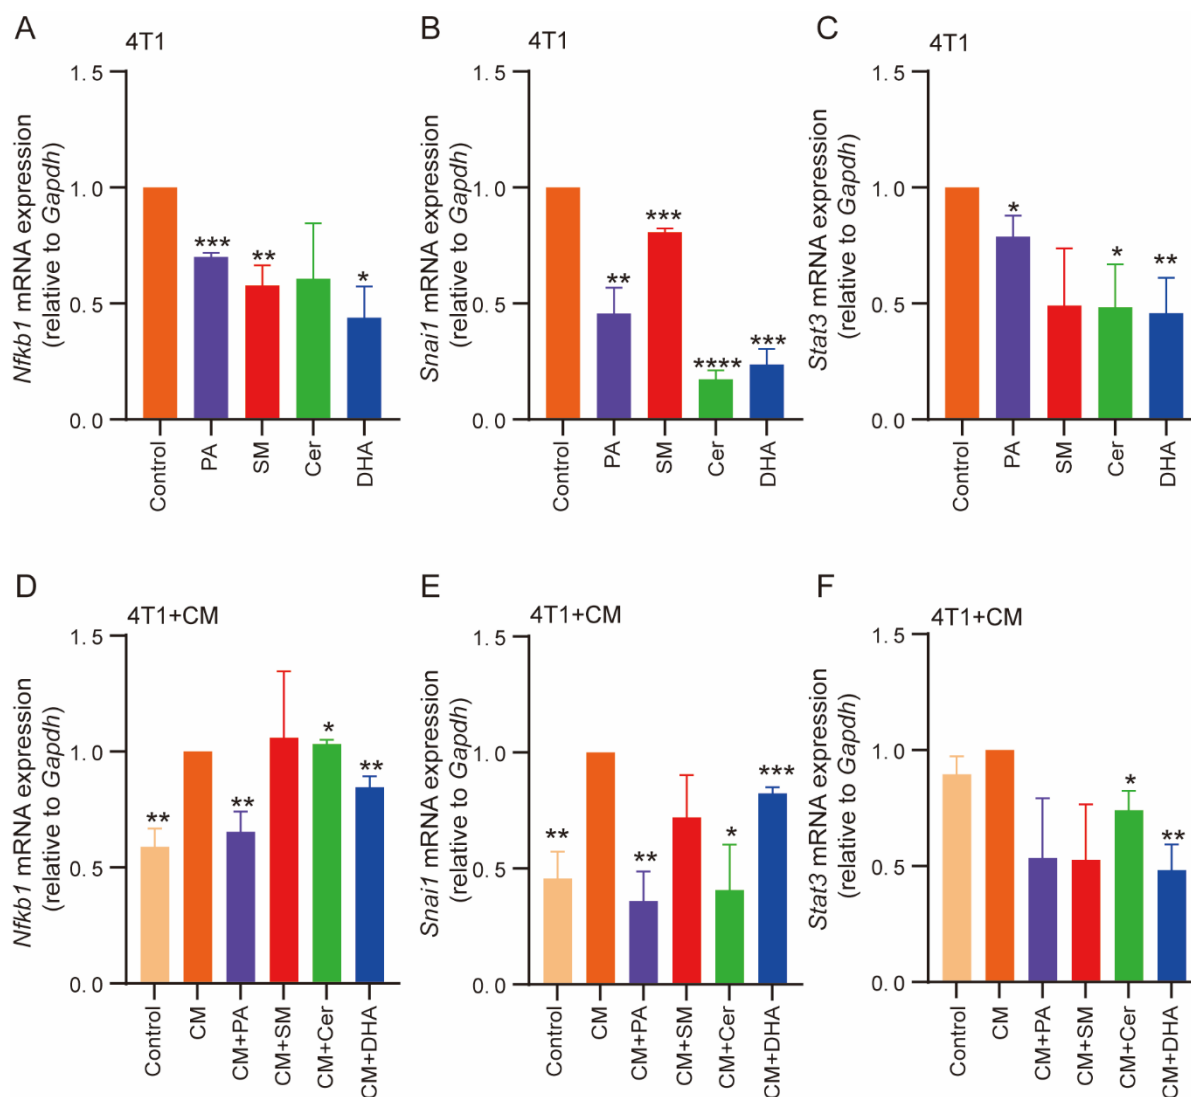 A
4T1
Nfkb1 mRNA expression
(relative to Gapdh)
1.5
1.0
0.5
0.0
***
**
*
Control
PA
SM
Cer
DHA
B
4T1
Snai1 mRNA expression
(relative to Gapdh)
1.5
1.0
0.5
0.0
**
***
****
***
Control
PA
SM
Cer
DHA
C
4T1
Stat3 mRNA expression
(relative to Gapdh)
1.5
1.0
0.5
0.0
*
*
**
Control
PA
SM
Cer
DHA
D
4T1+CM
Nfkb1 mRNA expression
(relative to Gapdh)
1.5
1.0
0.5
0.0
**
**
*
**
Control
CM
CM+PA
CM+SM
CM+Cer
CM+DHA
E
4T1+CM
Snai1 mRNA expression
(relative to Gapdh)
1.5
1.0
0.5
0.0
**
**
*
***
Control
CM
CM+PA
CM+SM
CM+Cer
CM+DHA
F
4T1+CM
Stat3 mRNA expression
(relative to Gapdh)
1.5
1.0
0.5
0.0
*
**
Control
CM
CM+PA
CM+SM
CM+Cer
CM+DHA